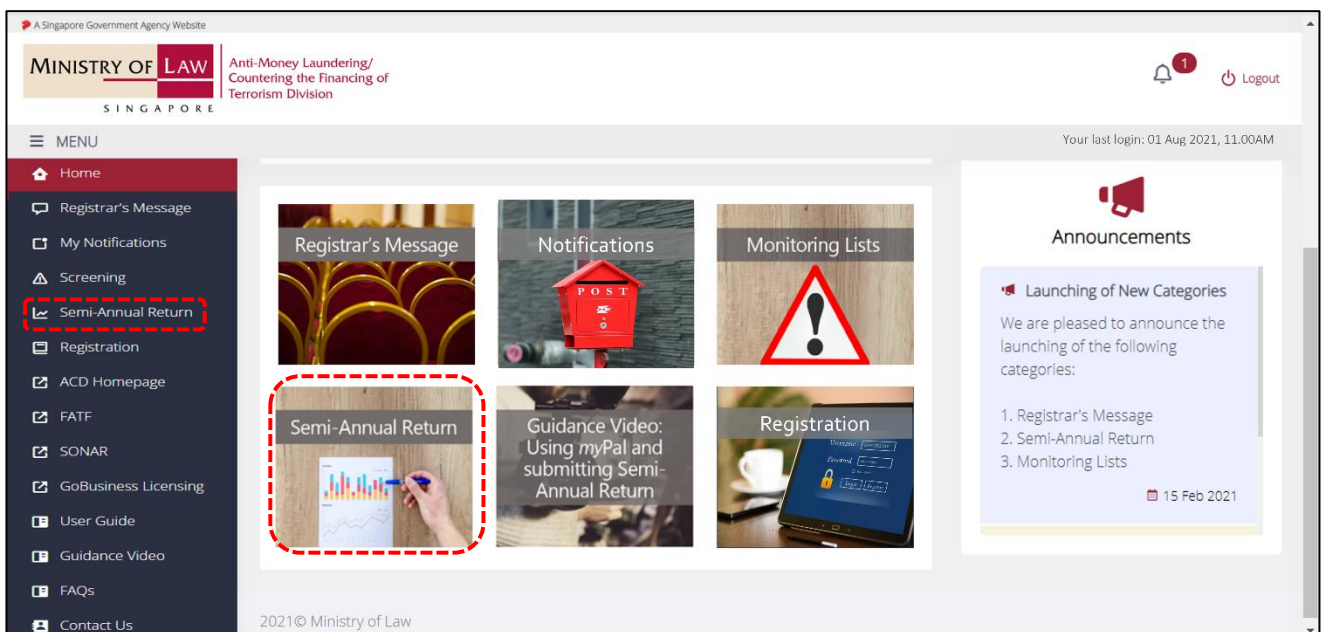 A Singapore Government Agency Website
MINISTRY OF LAW
SINGAPORE
Anti-Money Laundering/
Countering the Financing of
Terrorism Division
1
Logout
MENU
Your last login: 01 Aug 2021, 11.00AM
Home
Registrar's Message
My Notifications
Screening
Semi-Annual Return
Registration
ACD Homepage
FATF
SONAR
GoBusiness Licensing
User Guide
Guidance Video
FAQs
Contact Us
Registrar's Message
Notifications
POST
Monitoring Lists
Semi-Annual Return
Guidance Video:
Using myPal and
submitting Semi-
Annual Return
Registration
Username
Password
Announcements
Launching of New Categories
We are pleased to announce the
launching of the following
categories:
1. Registrar's Message
2. Semi-Annual Return
3. Monitoring Lists
15 Feb 2021
2021© Ministry of Law